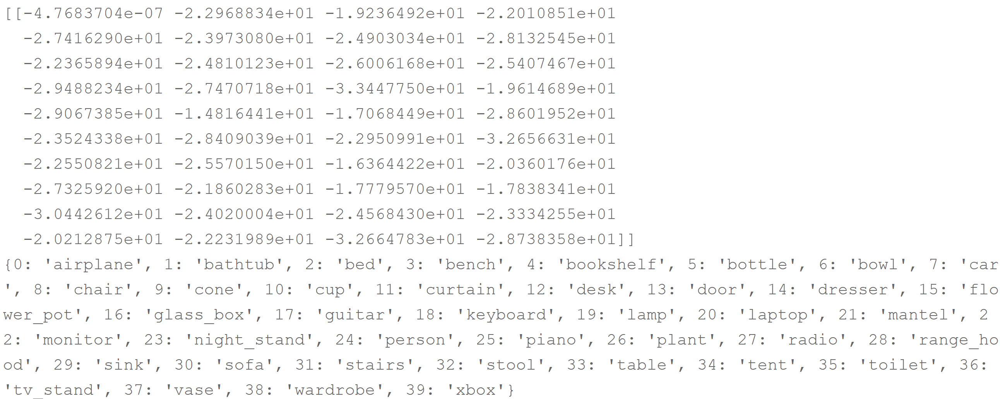 [[-4.7683704e-07 -2.2968834e+01 -1.9236492e+01 -2.2010851e+01
-2.7416290e+01 -2.3973080e+01 -2.4903034e+01 -2.8132545e+01
-2.2365894e+01 -2.4810123e+01 -2.6006168e+01 -2.5407467e+01
-2.9488234e+01 -2.7470718e+01 -3.3447750e+01 -1.9614689e+01
-2.9067385e+01 -1.4816441e+01 -1.7068449e+01 -2.8601952e+01
-2.3524338e+01 -2.8409039e+01 -2.2950991e+01 -3.2656631e+01
-2.2550821e+01 -2.5570150e+01 -1.6364422e+01 -2.0360176e+01
-2.7325920e+01 -2.1860283e+01 -1.7779570e+01 -1.7838341e+01
-3.0442612e+01 -2.4020004e+01 -2.4568430e+01 -2.3334255e+01
-2.0212875e+01 -2.2231989e+01 -3.2664783e+01 -2.8738358e+01]]
{0: 'airplane', 1: 'bathtub', 2: 'bed', 3: 'bench', 4: 'bookshelf', 5: 'bottle', 6: 'bowl', 7: 'car
', 8: 'chair', 9: 'cone', 10: 'cup', 11: 'curtain', 12: 'desk', 13: 'door', 14: 'dresser', 15: 'flo
wer_pot', 16: 'glass_box', 17: 'guitar', 18: 'keyboard', 19: 'lamp', 20: 'laptop', 21: 'mantel', 2
2: 'monitor', 23: 'night_stand', 24: 'person', 25: 'piano', 26: 'plant', 27: 'radio', 28: 'range_ho
od', 29: 'sink', 30: 'sofa', 31: 'stairs', 32: 'stool', 33: 'table', 34: 'tent', 35: 'toilet', 36:
'tv_stand', 37: 'vase', 38: 'wardrobe', 39: 'xbox'}